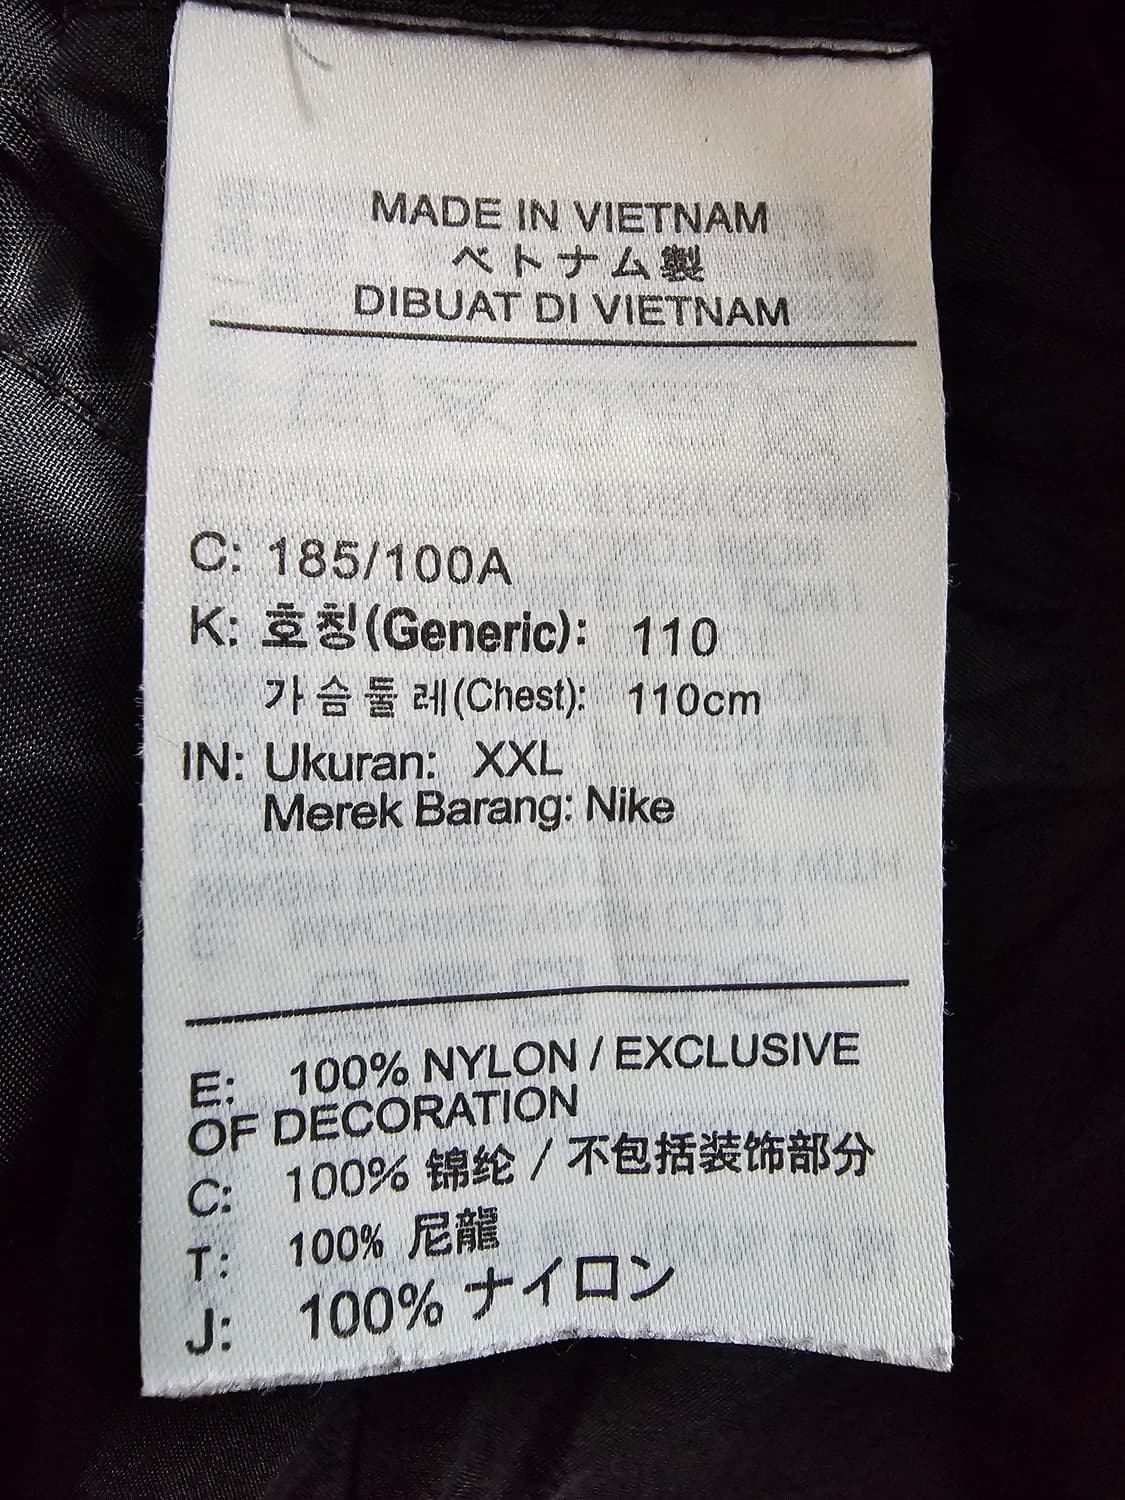 MADE IN VIETNAM
ベトナム製
DIBUAT DI VIETNAM
C: 185/100A
K: 호칭(Generic): 110
가슴둘레(Chest): 110cm
IN: Ukuran: XXL
Merek Barang: Nike
E: 100% NYLON / EXCLUSIVE
OF DECORATION
C: 100% 锦纶 / 不包括装饰部分
T: 100% 尼龍
J: 100% ナイロン